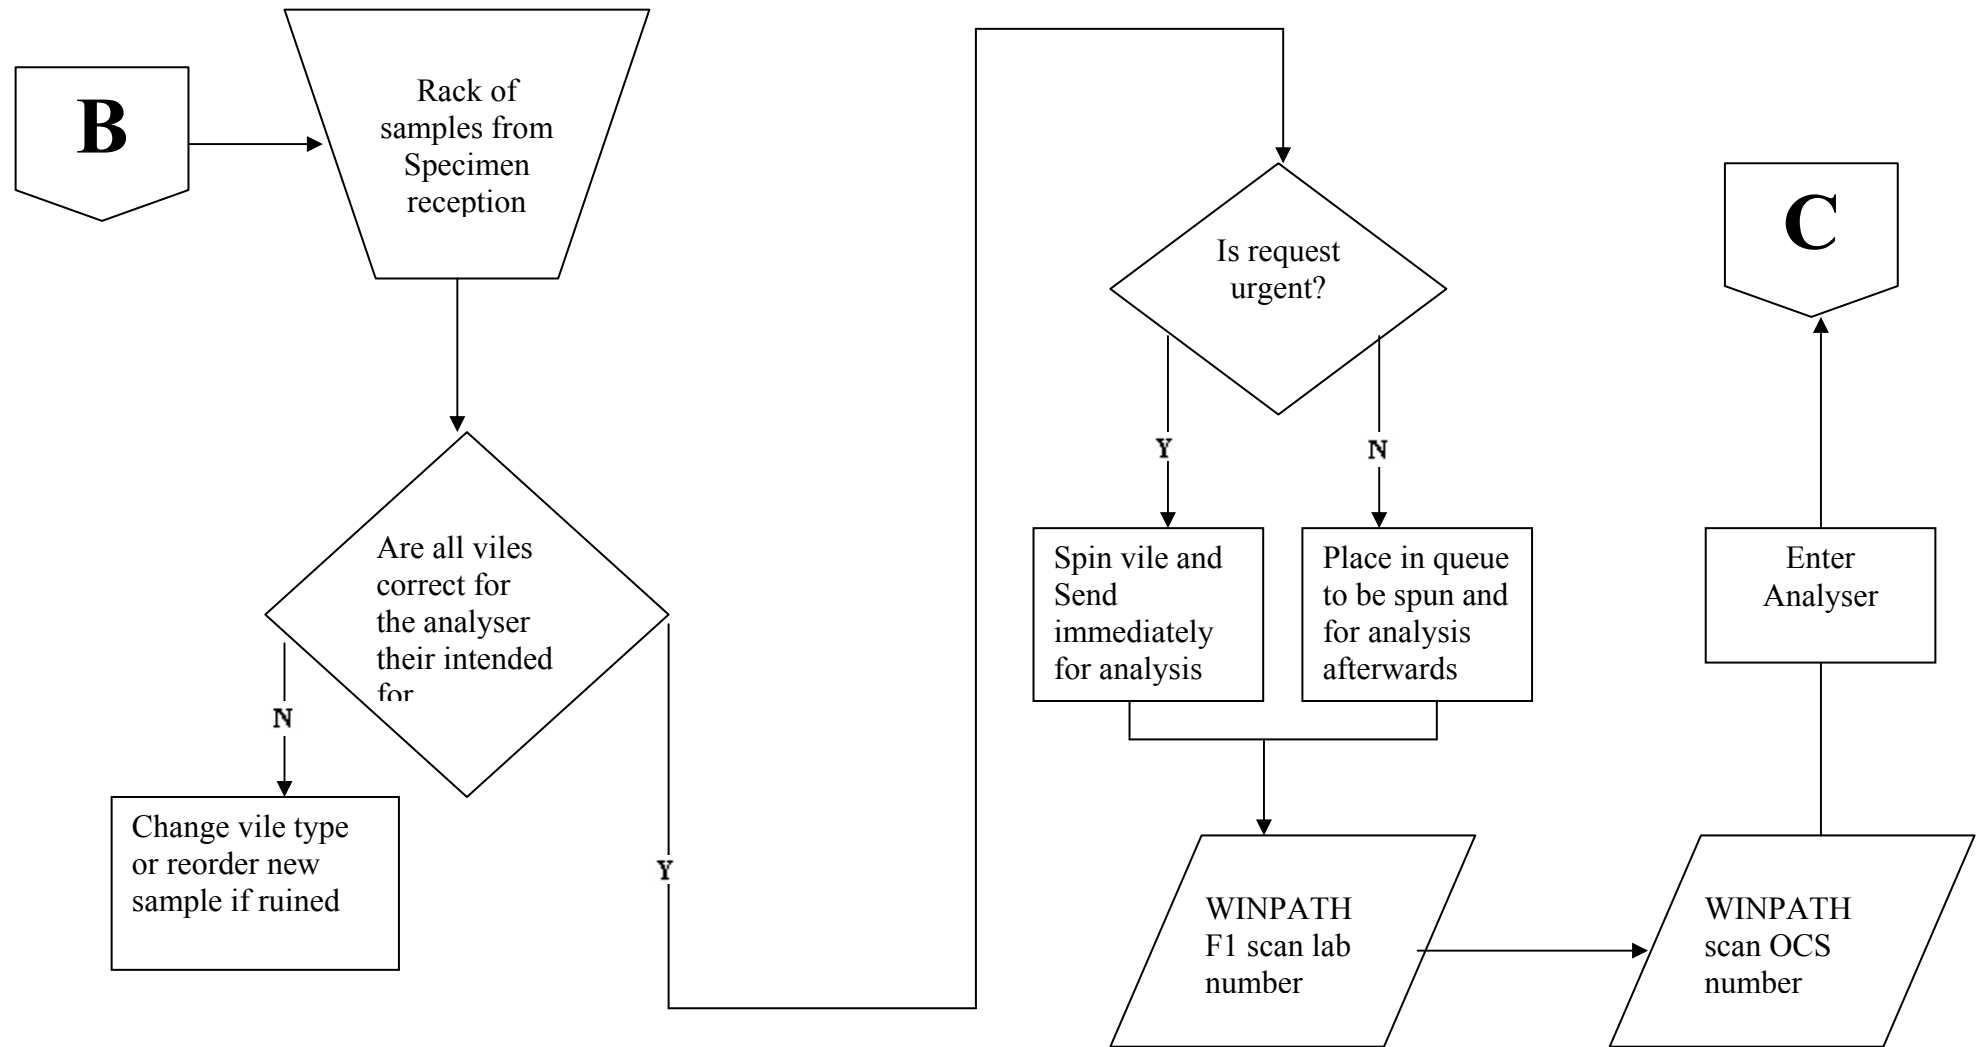 B
Rack of
samples from
Specimen
reception
Are all viles
correct for
the analyser
their intended
for
N
Change vile type
or reorder new
sample if ruined
Y
Is request
urgent?
Y
N
Spin vile and
Send
immediately
for analysis
Place in queue
to be spun and
for analysis
afterwards
WINPATH
F1 scan lab
number
WINPATH
scan OCS
number
Enter
Analyser
C